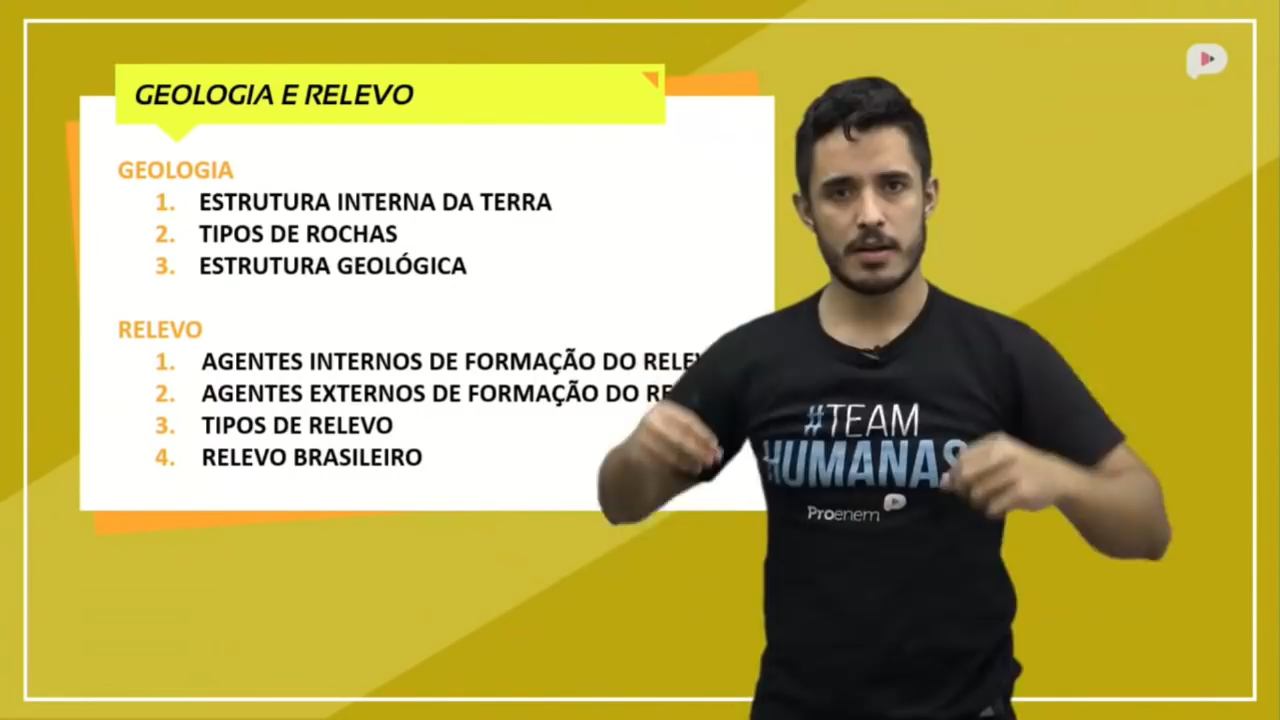 GEOLOGIA E RELEVO
GEOLOGIA
1. ESTRUTURA INTERNA DA TERRA
2. TIPOS DE ROCHAS
3. ESTRUTURA GEOLÓGICA
RELEVO
1. AGENTES INTERNOS DE FORMAÇÃO DO
2. AGENTES EXTERNOS DE FORMAÇÃO DO
3. TIPOS DE RELEVO
4. RELEVO BRASILEIRO
#TEAM
HUMANAS
Proenem